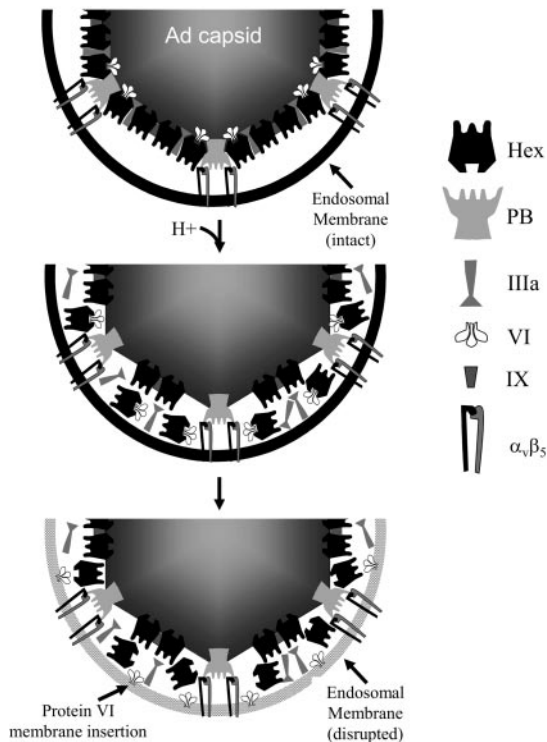 Ad capsid
Endosomal
Membrane
(intact)
H+
Hex
PB
IIIa
VI
IX
αvβ5
Protein VI
membrane insertion
Endosomal
Membrane
(disrupted)